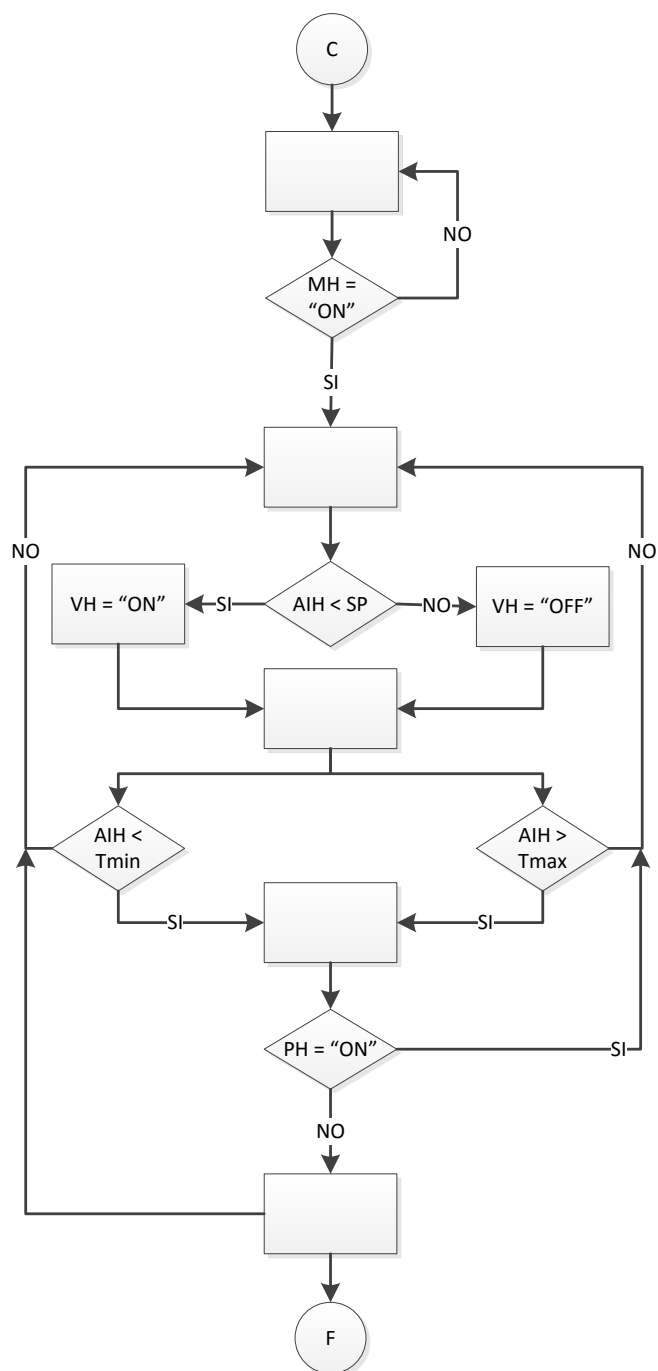 C
NO
MH =
“ON”
SI
NO
NO
VH = “ON”
SI
AIH < SP
NO
VH = “OFF”
AIH <
Tmin
AIH >
Tmax
SI
SI
PH = “ON”
SI
NO
F